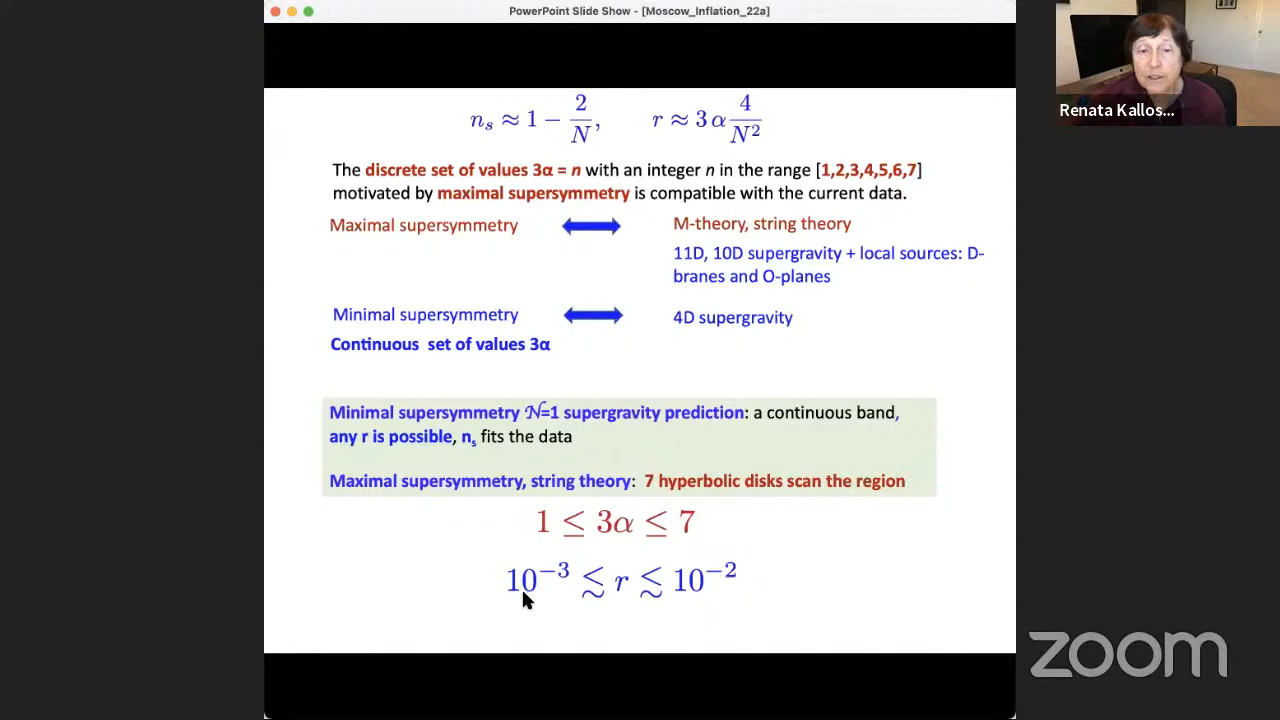 PowerPoint Slide Show - [Moscow_Inflation_22a]
Renata Kallos...
n_s ≈ 1 − 2/N, r ≈ 3 α 4/N²
The discrete set of values 3α = n with an integer n in the range [1,2,3,4,5,6,7]
motivated by maximal supersymmetry is compatible with the current data.
Maximal supersymmetry
M-theory, string theory
11D, 10D supergravity + local sources: D-
branes and O-planes
Minimal supersymmetry
4D supergravity
Continuous set of values 3α
Minimal supersymmetry 𝒩=1 supergravity prediction: a continuous band,
any r is possible, nₛ fits the data
Maximal supersymmetry, string theory: 7 hyperbolic disks scan the region
1 ≤ 3α ≤ 7
10⁻³ ≲ r ≲ 10⁻²
zoom